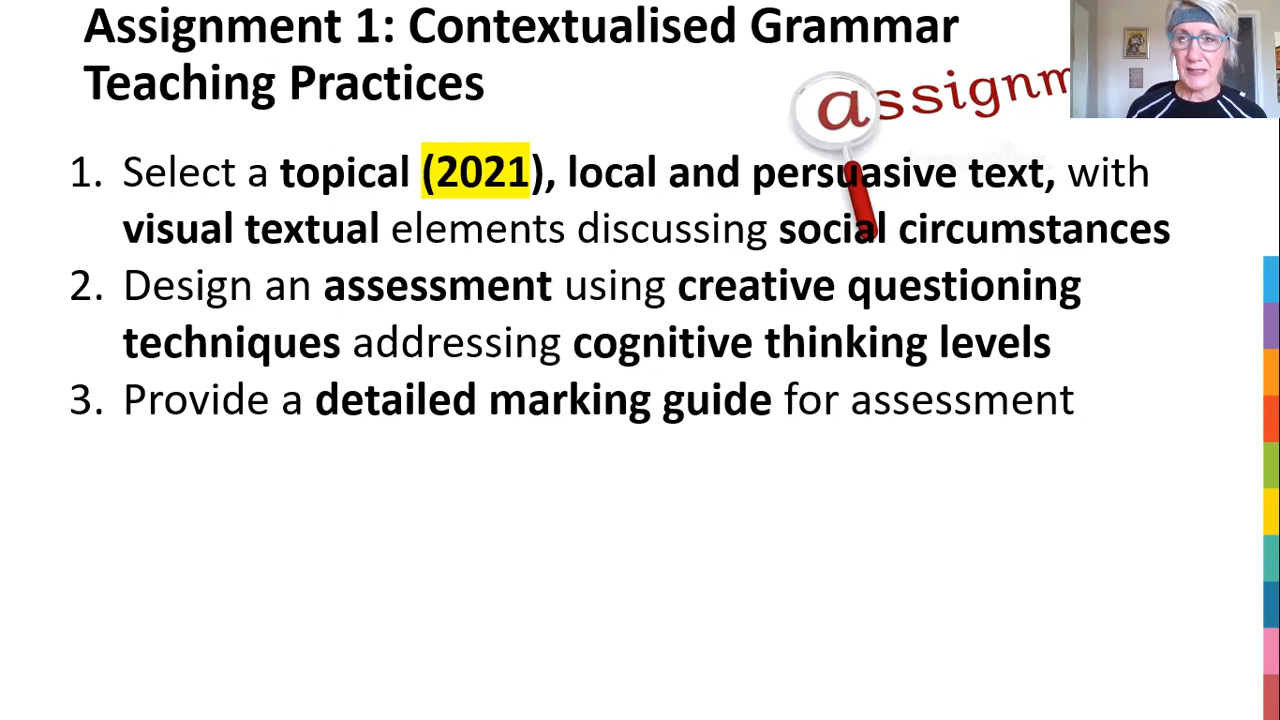 Assignment 1: Contextualised Grammar
Teaching Practices
assignm
1. Select a topical (2021), local and persuasive text, with
visual textual elements discussing social circumstances
2. Design an assessment using creative questioning
techniques addressing cognitive thinking levels
3. Provide a detailed marking guide for assessment